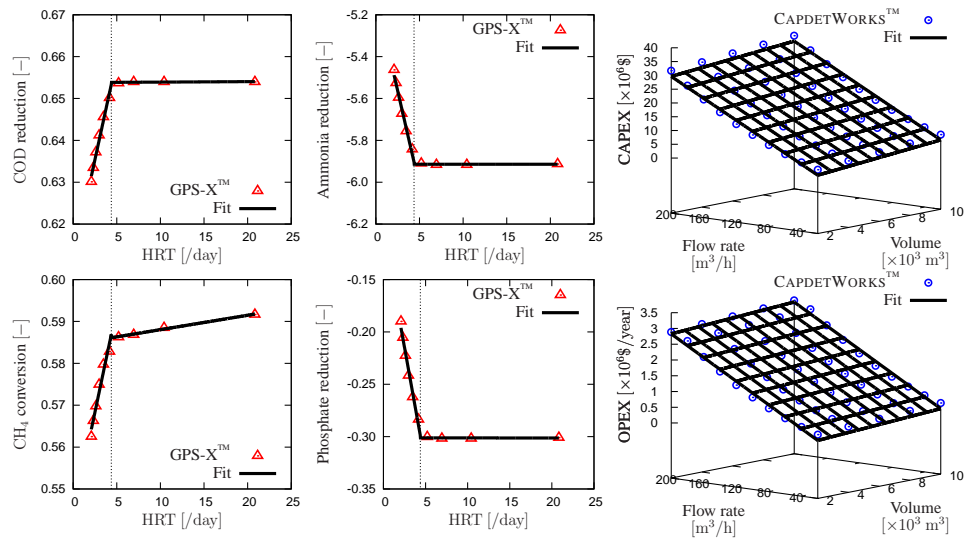 COD reduction [−]
0.67
0.66
0.65
0.64
0.63
0.62
0 5 10 15 20 25
HRT [/day]
GPS-X™
Fit
Ammonia reduction [−]
-5.2
-5.4
-5.6
-5.8
-6.0
-6.2
0 5 10 15 20 25
HRT [/day]
GPS-X™
Fit
CAPDETWORKS™
Fit
CAPEX [×10⁶$]
40
35
30
25
20
15
10
5
0
200 160 120 80 40
Flow rate
[m³/h]
2 4 6 8 10
Volume
[×10³ m³]
CH₄ conversion [−]
0.60
0.59
0.58
0.57
0.56
0.55
0 5 10 15 20 25
HRT [/day]
GPS-X™
Fit
Phosphate reduction [−]
-0.15
-0.20
-0.25
-0.30
-0.35
0 5 10 15 20 25
HRT [/day]
GPS-X™
Fit
CAPDETWORKS™
Fit
OPEX [×10⁶$/year]
3.5
3
2.5
2
1.5
1
0.5
0
200 160 120 80 40
Flow rate
[m³/h]
2 4 6 8 10
Volume
[×10³ m³]